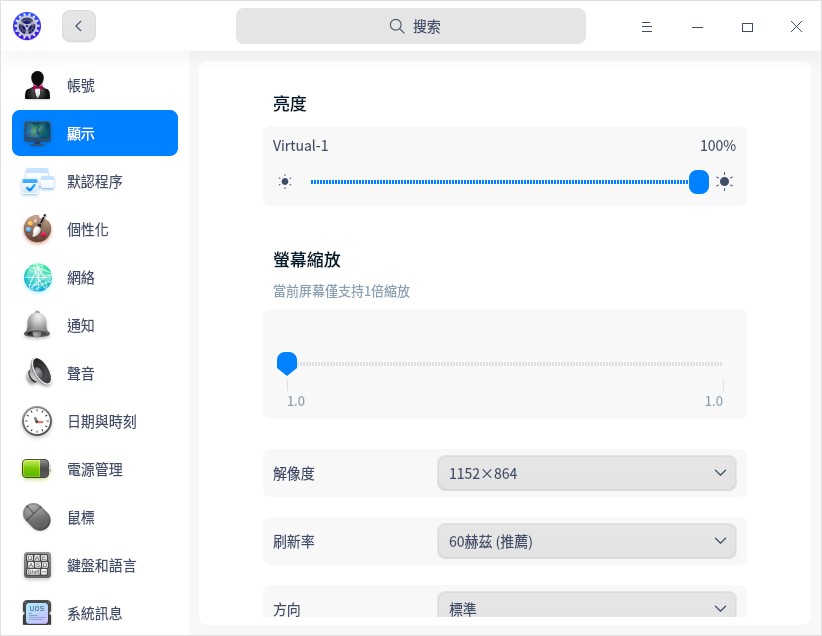 搜索
帳號
顯示
默認程序
個性化
網絡
通知
聲音
日期與時刻
電源管理
鼠標
鍵盤和語言
系統訊息
亮度
Virtual-1 100%
螢幕縮放
當前屏幕僅支持1倍縮放
1.0 1.0
解像度 1152×864
刷新率 60赫茲 (推薦)
方向 標準